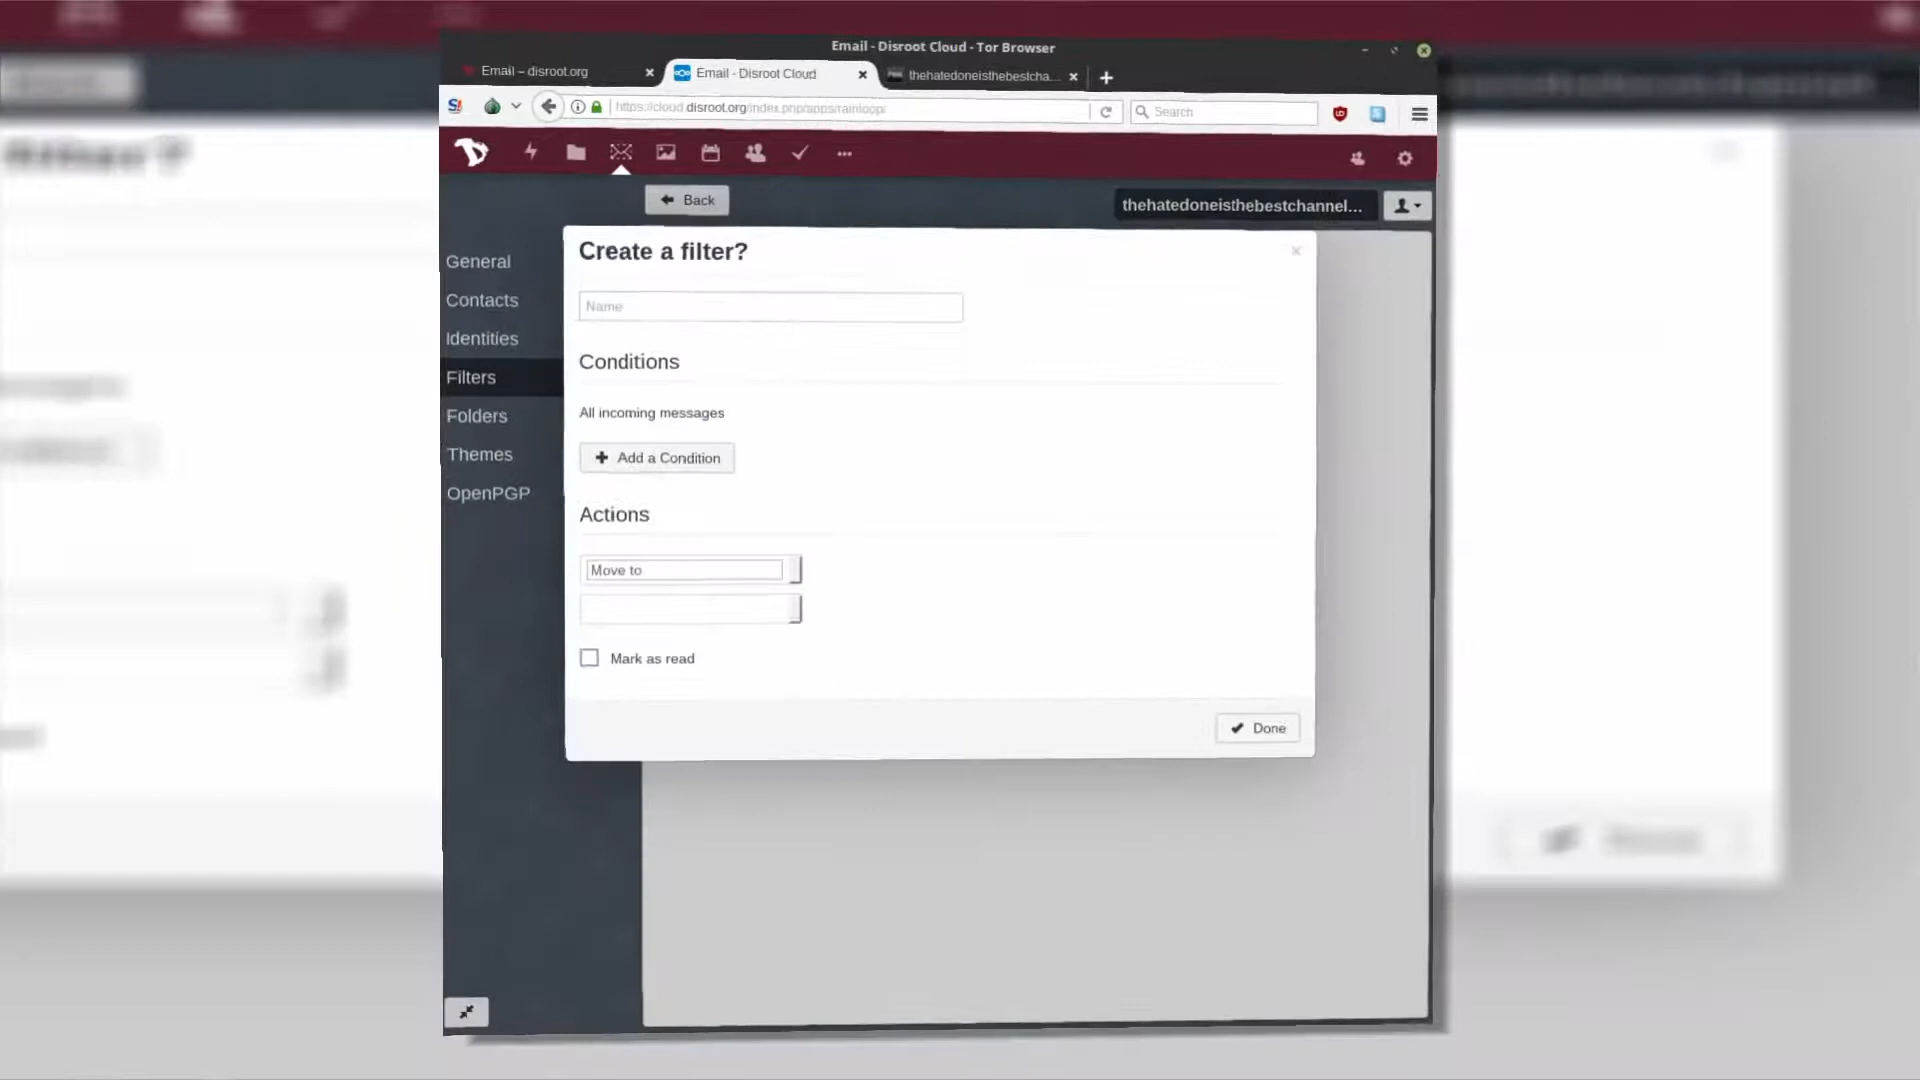 Email - Disroot Cloud - Tor Browser
Email – disroot.org
Email - Disroot Cloud
thehatedoneisthebestcha...
https://cloud.disroot.org/index.php/apps/rainloop/
Search
Back
thehatedoneisthebestchannel...
General
Contacts
Identities
Filters
Folders
Themes
OpenPGP
Create a filter?
Name
Conditions
All incoming messages
Add a Condition
Actions
Move to
Mark as read
Done